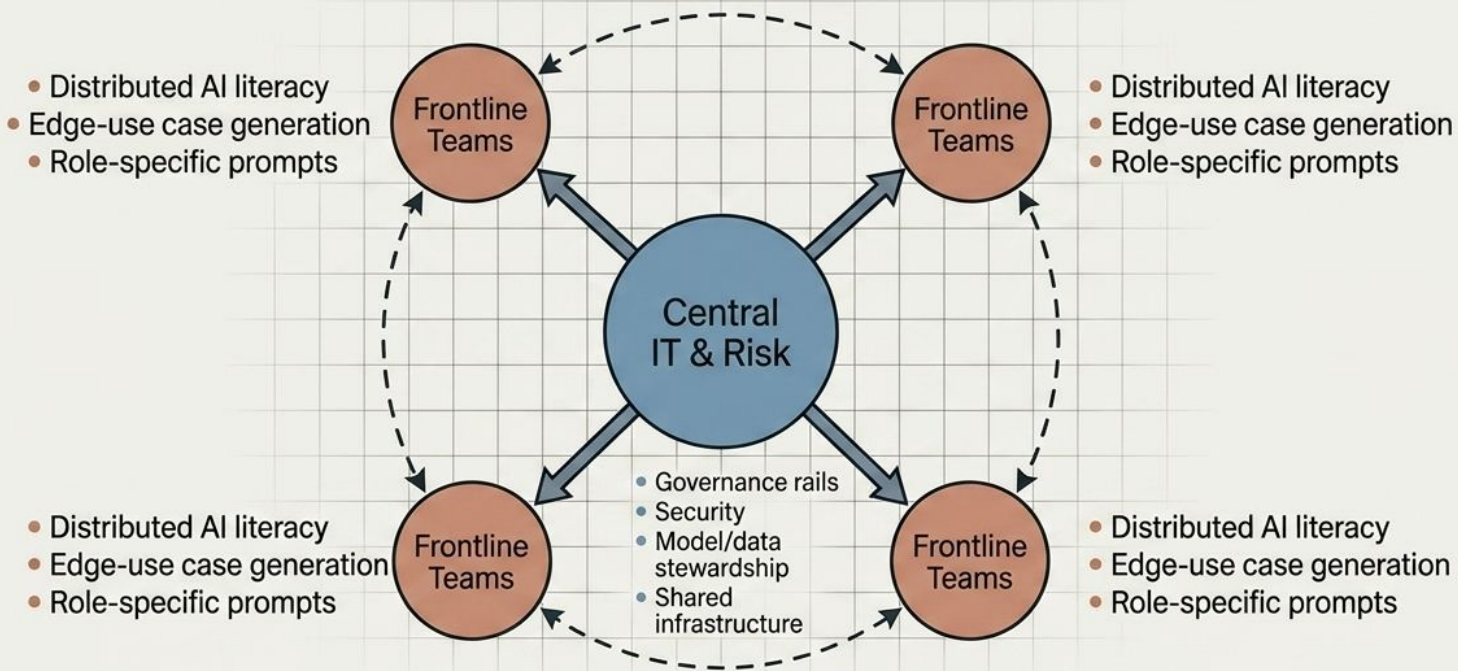 Distributed AI literacy
Edge-use case generation
Role-specific prompts
Frontline
Teams
Frontline
Teams
Distributed AI literacy
Edge-use case generation
Role-specific prompts
Central
IT & Risk
Governance rails
Security
Model/data
stewardship
Shared
infrastructure
Distributed AI literacy
Edge-use case generation
Role-specific prompts
Frontline
Teams
Frontline
Teams
Distributed AI literacy
Edge-use case generation
Role-specific prompts